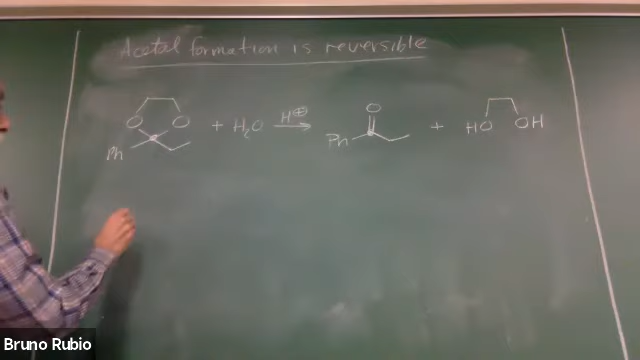 Acetal formation is reversible
O O Ph + H₂O H⊕ → O Ph + HO OH
Bruno Rubio